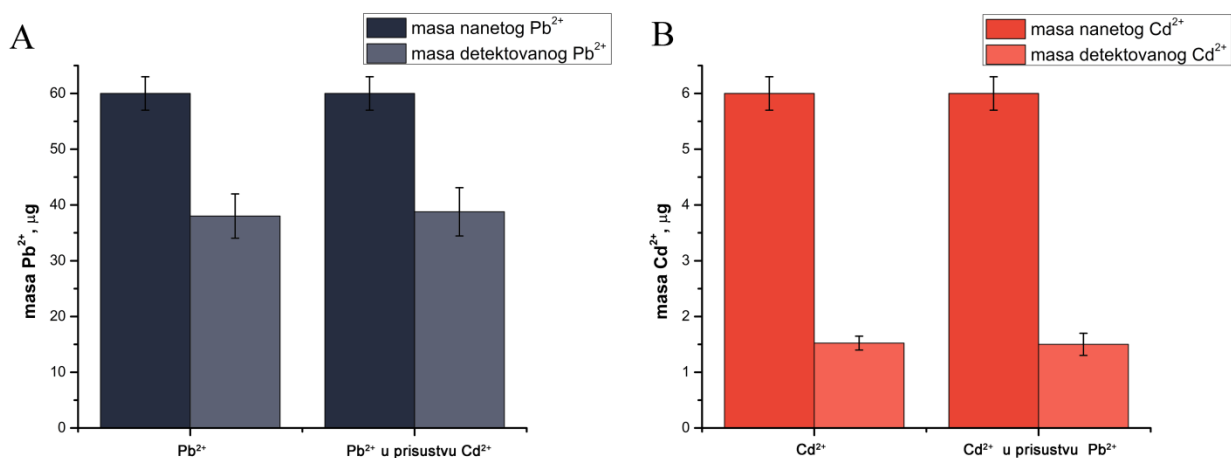 A
masa nanetog Pb²⁺
masa detektovanog Pb²⁺
masa Pb²⁺, μg
60
50
40
30
20
10
0
Pb²⁺
Pb²⁺ u prisustvu Cd²⁺
B
masa nanetog Cd²⁺
masa detektovanog Cd²⁺
masa Cd²⁺, μg
6
5
4
3
2
1
0
Cd²⁺
Cd²⁺ u prisustvu Pb²⁺